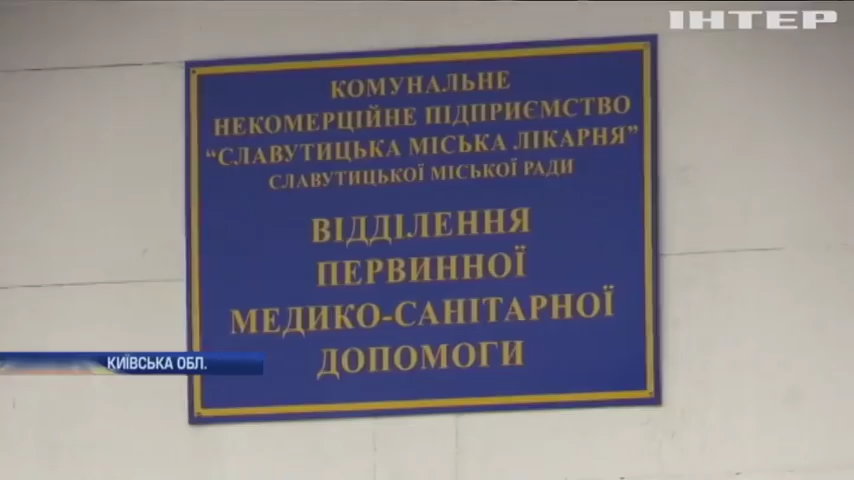 ІНТЕР
КОМУНАЛЬНЕ
НЕКОМЕРЦІЙНЕ ПІДПРИЄМСТВО
“СЛАВУТИЦЬКА МІСЬКА ЛІКАРНЯ”
СЛАВУТИЦЬКОЇ МІСЬКОЇ РАДИ
ВІДДІЛЕННЯ
ПЕРВИННОЇ
МЕДИКО-САНІТАРНОЇ
ДОПОМОГИ
КИЇВСЬКА ОБЛ.